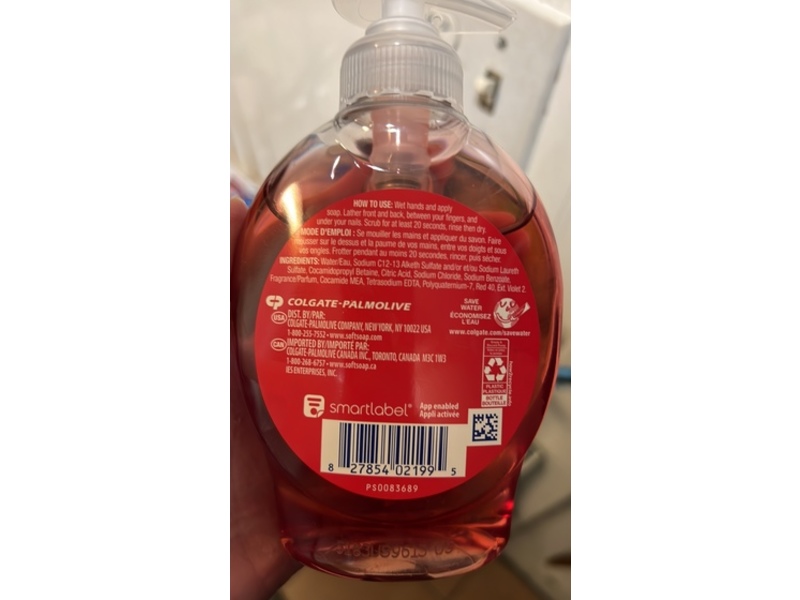 HOW TO USE: Wet hands and apply
soap. Lather front and back, between your fingers, and
under your nails. Scrub for at least 20 seconds, rinse then dry.
MODE D'EMPLOI : Se mouiller les mains et appliquer du savon. Faire
mousser sur le dessus et la paume de vos mains, entre vos doigts et sous
vos ongles. Frotter pendant au moins 20 secondes, rincer, puis sécher.
INGREDIENTS: Water/Eau, Sodium C12-13 Alketh Sulfate and/or et/ou Sodium Laureth
Sulfate, Cocamidopropyl Betaine, Citric Acid, Sodium Chloride, Sodium Benzoate,
Fragrance/Parfum, Cocamide MEA, Tetrasodium EDTA, Polyquaternium-7, Red 40, Ext. Violet 2.
CP COLGATE-PALMOLIVE
USA DIST. BY/PAR:
COLGATE-PALMOLIVE COMPANY, NEW YORK, NY 10022 USA
1-800-255-7552 • www.softsoap.com
CAN IMPORTED BY/IMPORTÉ PAR:
COLGATE-PALMOLIVE CANADA INC., TORONTO, CANADA M3C 1W3
1-800-268-6757 • www.softsoap.ca
IES ENTERPRISES, INC.
SAVE
WATER
ÉCONOMISEZ
L'EAU
www.colgate.com/savewater
PLASTIC
PLASTIQUE
BOTTLE
BOUTEILLE
smartlabel®
App enabled
Appli activée
8 27854 02199 5
PS0083689